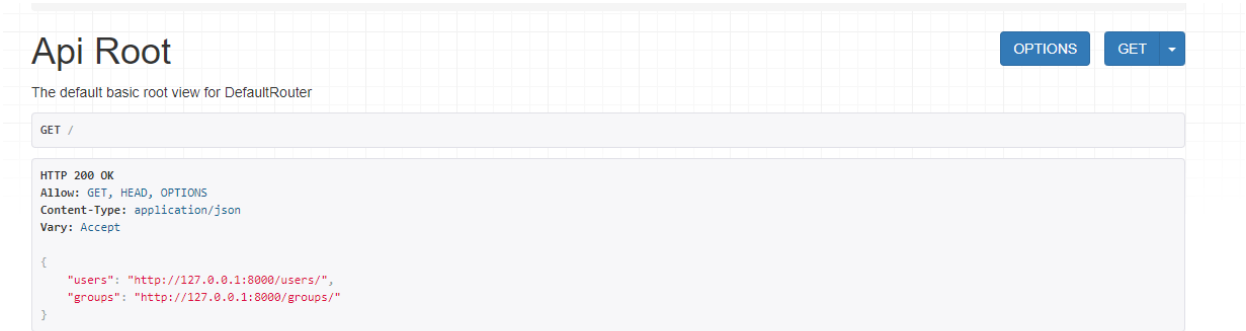 Api Root
OPTIONS
GET
The default basic root view for DefaultRouter
GET /
HTTP 200 OK
Allow: GET, HEAD, OPTIONS
Content-Type: application/json
Vary: Accept
{
    "users": "http://127.0.0.1:8000/users/",
    "groups": "http://127.0.0.1:8000/groups/"
}